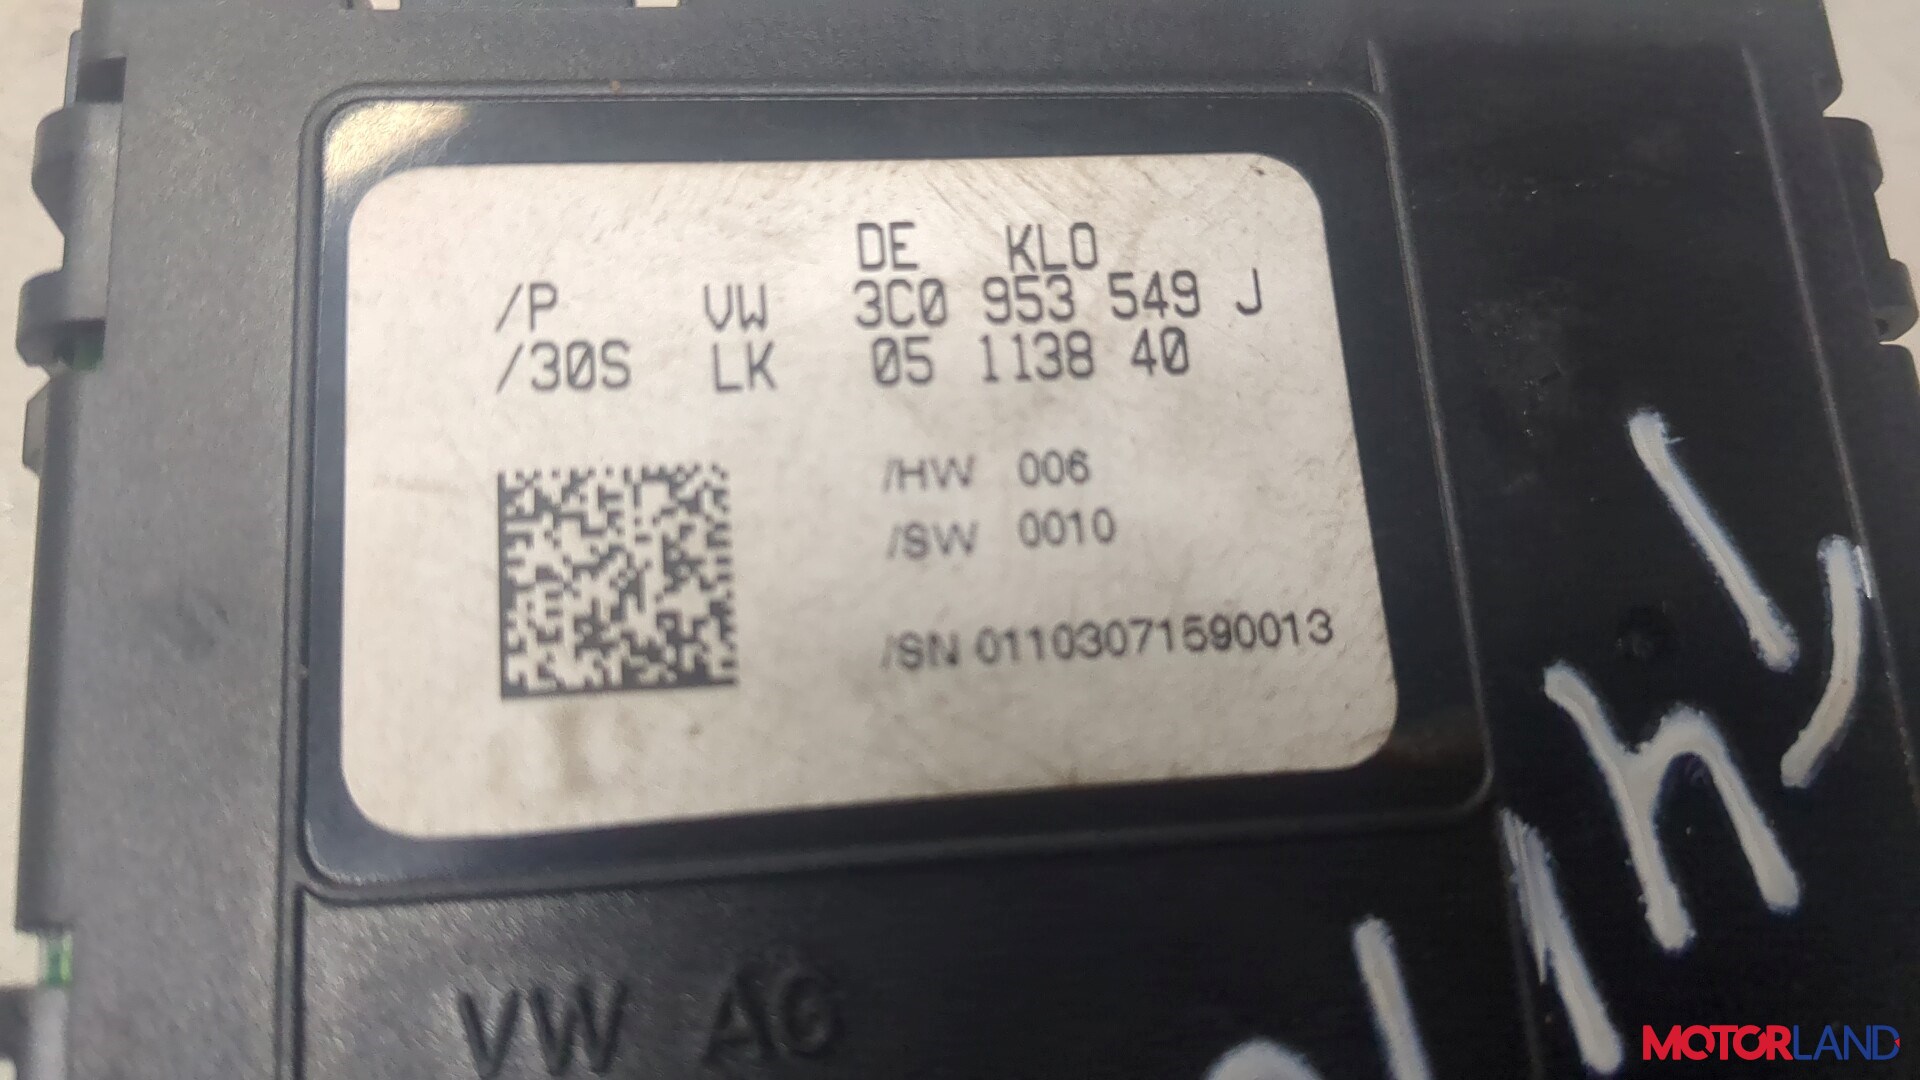 DE KLO
/P VW 3C0 953 549 J
/30S LK 05 1138 40
/HW 006
/SW 0010
/SN 01103071590013
VW AG
MOTORLAND